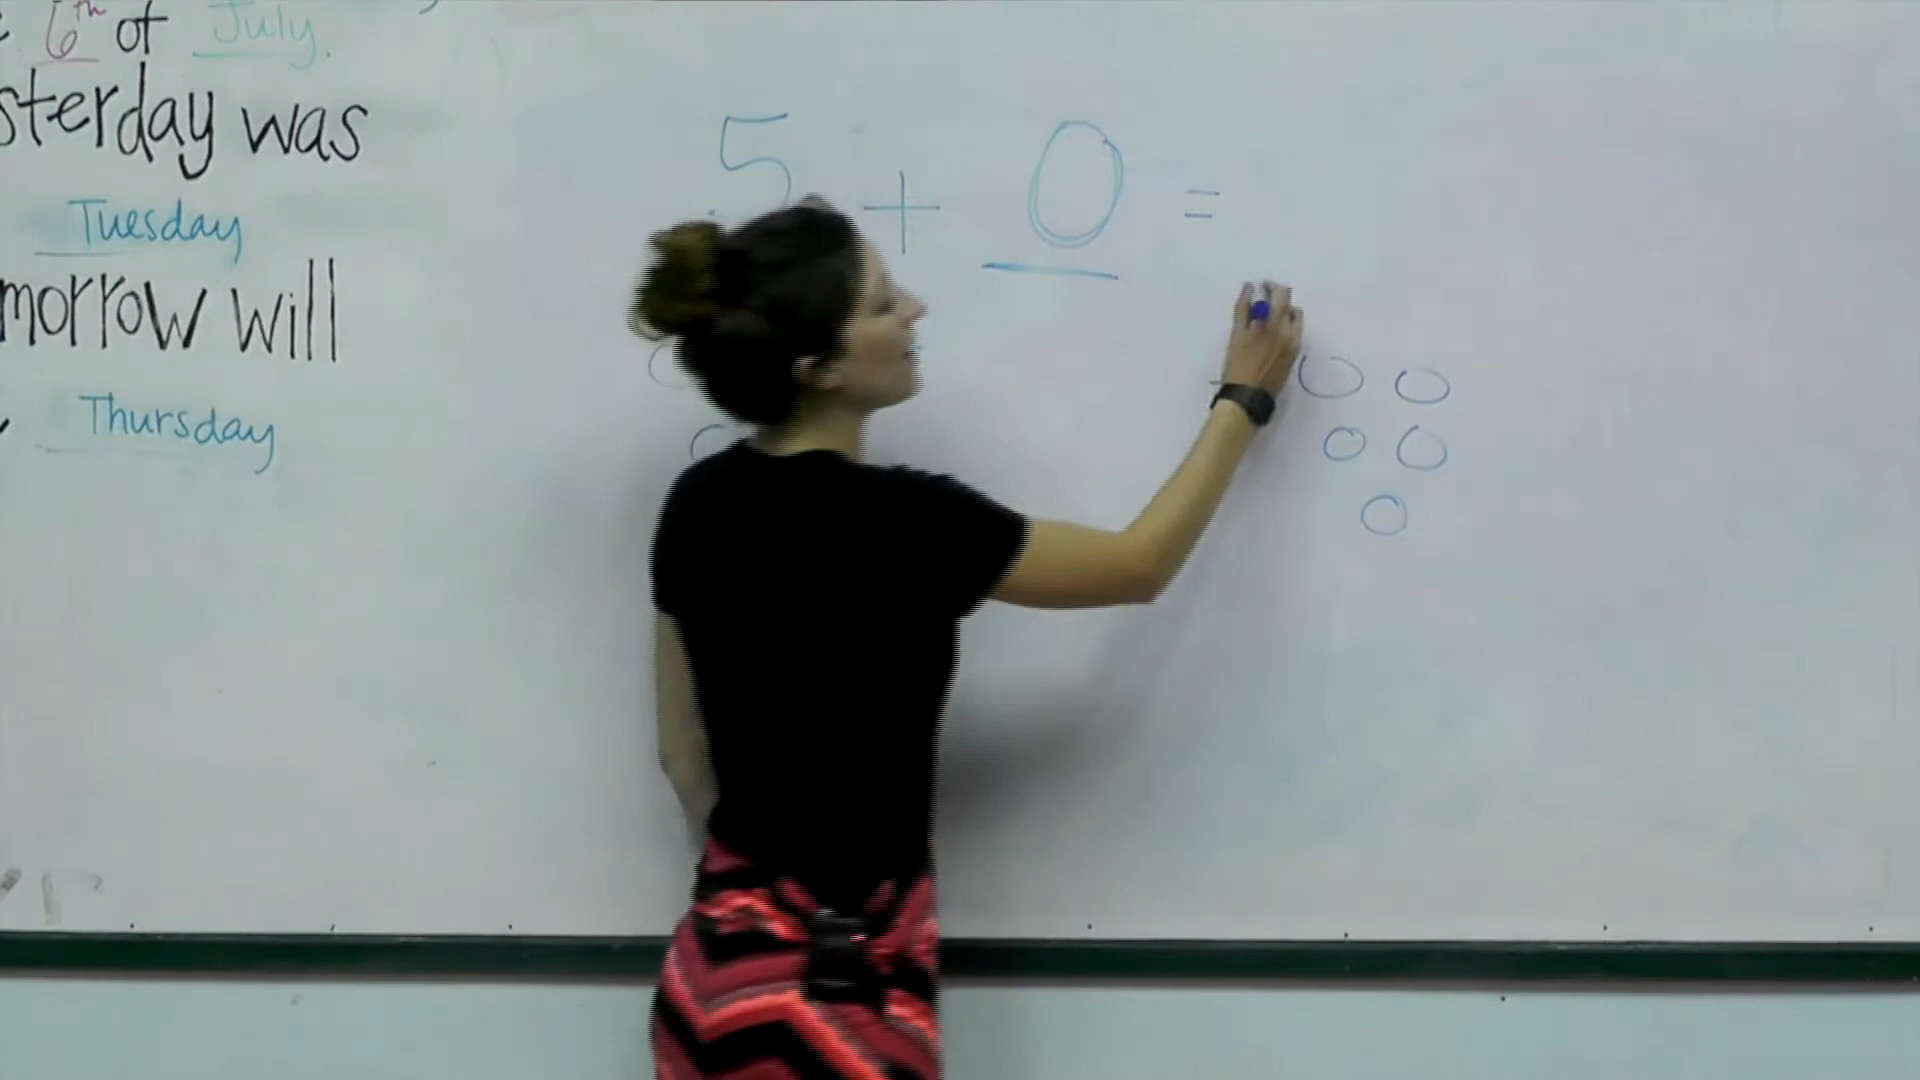 6th of July.
sterday was
Tuesday
morrow will
Thursday
5 + 0 =